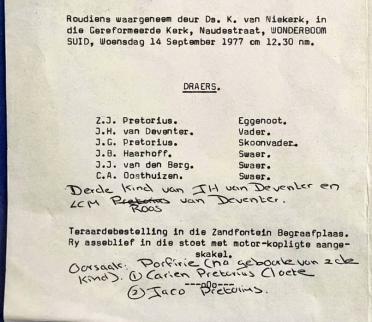 Roudiens waargeneem deur Ds. K. van Niekerk, in
die Gereformeerde Kerk, Naudestraat, WONDERBOOM
SUID, Woensdag 14 September 1977 om 12.30 nm.
DRAERS.
Z.J. Pretorius. Eggenoot.
J.H. van Deventer. Vader.
J.G. Pretorius. Skoonvader.
J.B. Haarhoff. Swaer.
J.J. van den Berg. Swaer.
C.A. Oosthuizen. Swaer.
Derde Kind van JH van Deventer en
LCM Pretorius van Deventer.
ROOS
Teraardebestelling in die Zandfontein Begraafplaas.
Ry asseblief in die stoet met motor-kopligte aange-
skakel.
Oorsaak: Porfirie (na geboorte van 2de
kind). ① Carien Pretorius Cloete
---oOo---
② Jaco Pretorius.